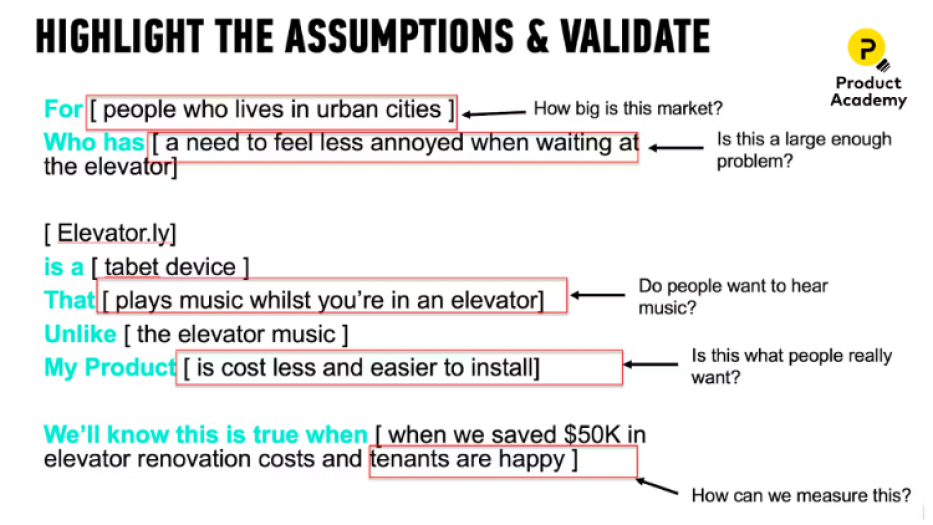 HIGHLIGHT THE ASSUMPTIONS & VALIDATE
Product
Academy
For [ people who lives in urban cities ]
How big is this market?
Who has [ a need to feel less annoyed when waiting at
the elevator]
Is this a large enough
problem?
[ Elevator.ly]
is a [ tabet device ]
That [ plays music whilst you're in an elevator]
Do people want to hear
music?
Unlike [ the elevator music ]
My Product [ is cost less and easier to install]
Is this what people really
want?
We'll know this is true when [ when we saved $50K in
elevator renovation costs and tenants are happy ]
How can we measure this?